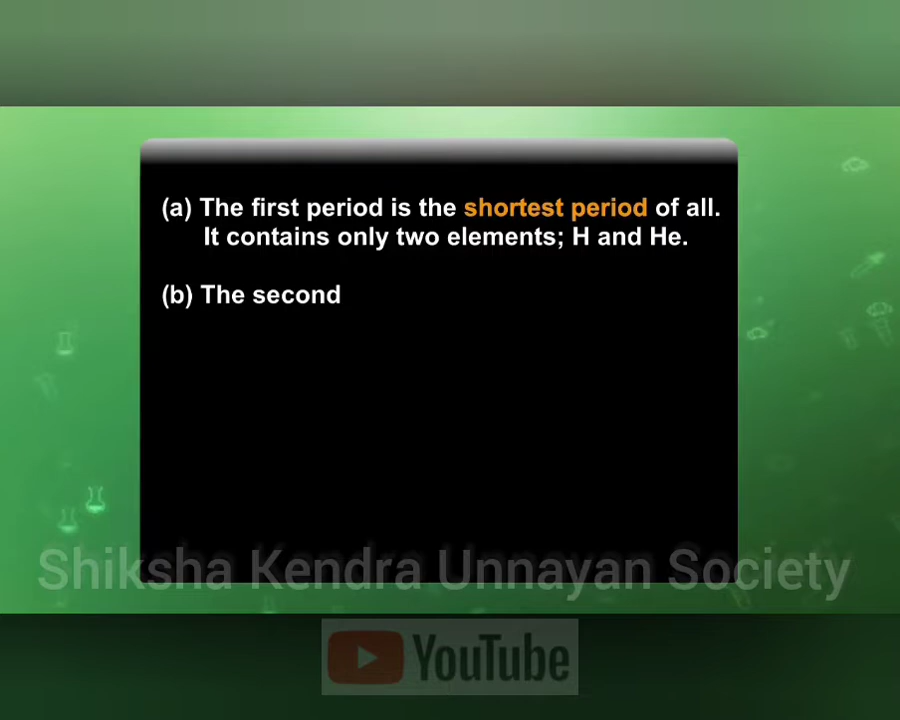 (a) The first period is the shortest period of all.
It contains only two elements; H and He.
(b) The second
Shiksha Kendra Unnayan Society
YouTube